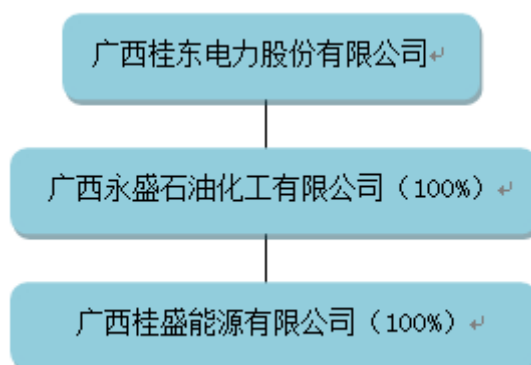 广西桂东电力股份有限公司↵
广西永盛石油化工有限公司（100%）↵
广西桂盛能源有限公司（100%）↵